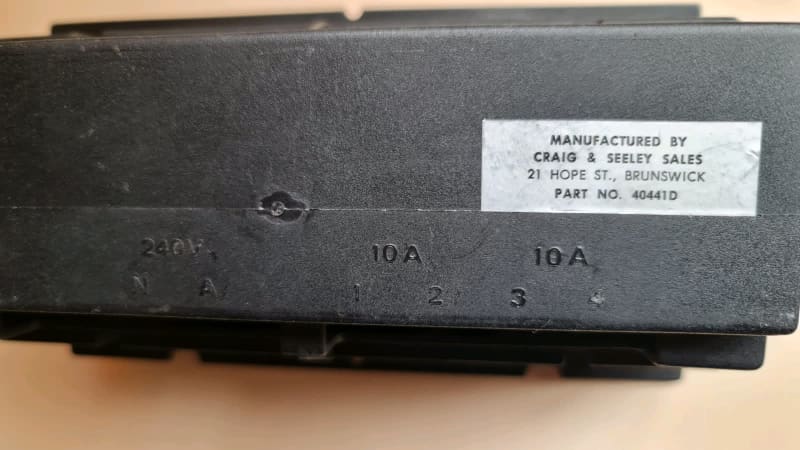 MANUFACTURED BY
CRAIG & SEELEY SALES
21 HOPE ST., BRUNSWICK
PART NO. 40441D
240V. 10A 10A
N A 1 2 3 4